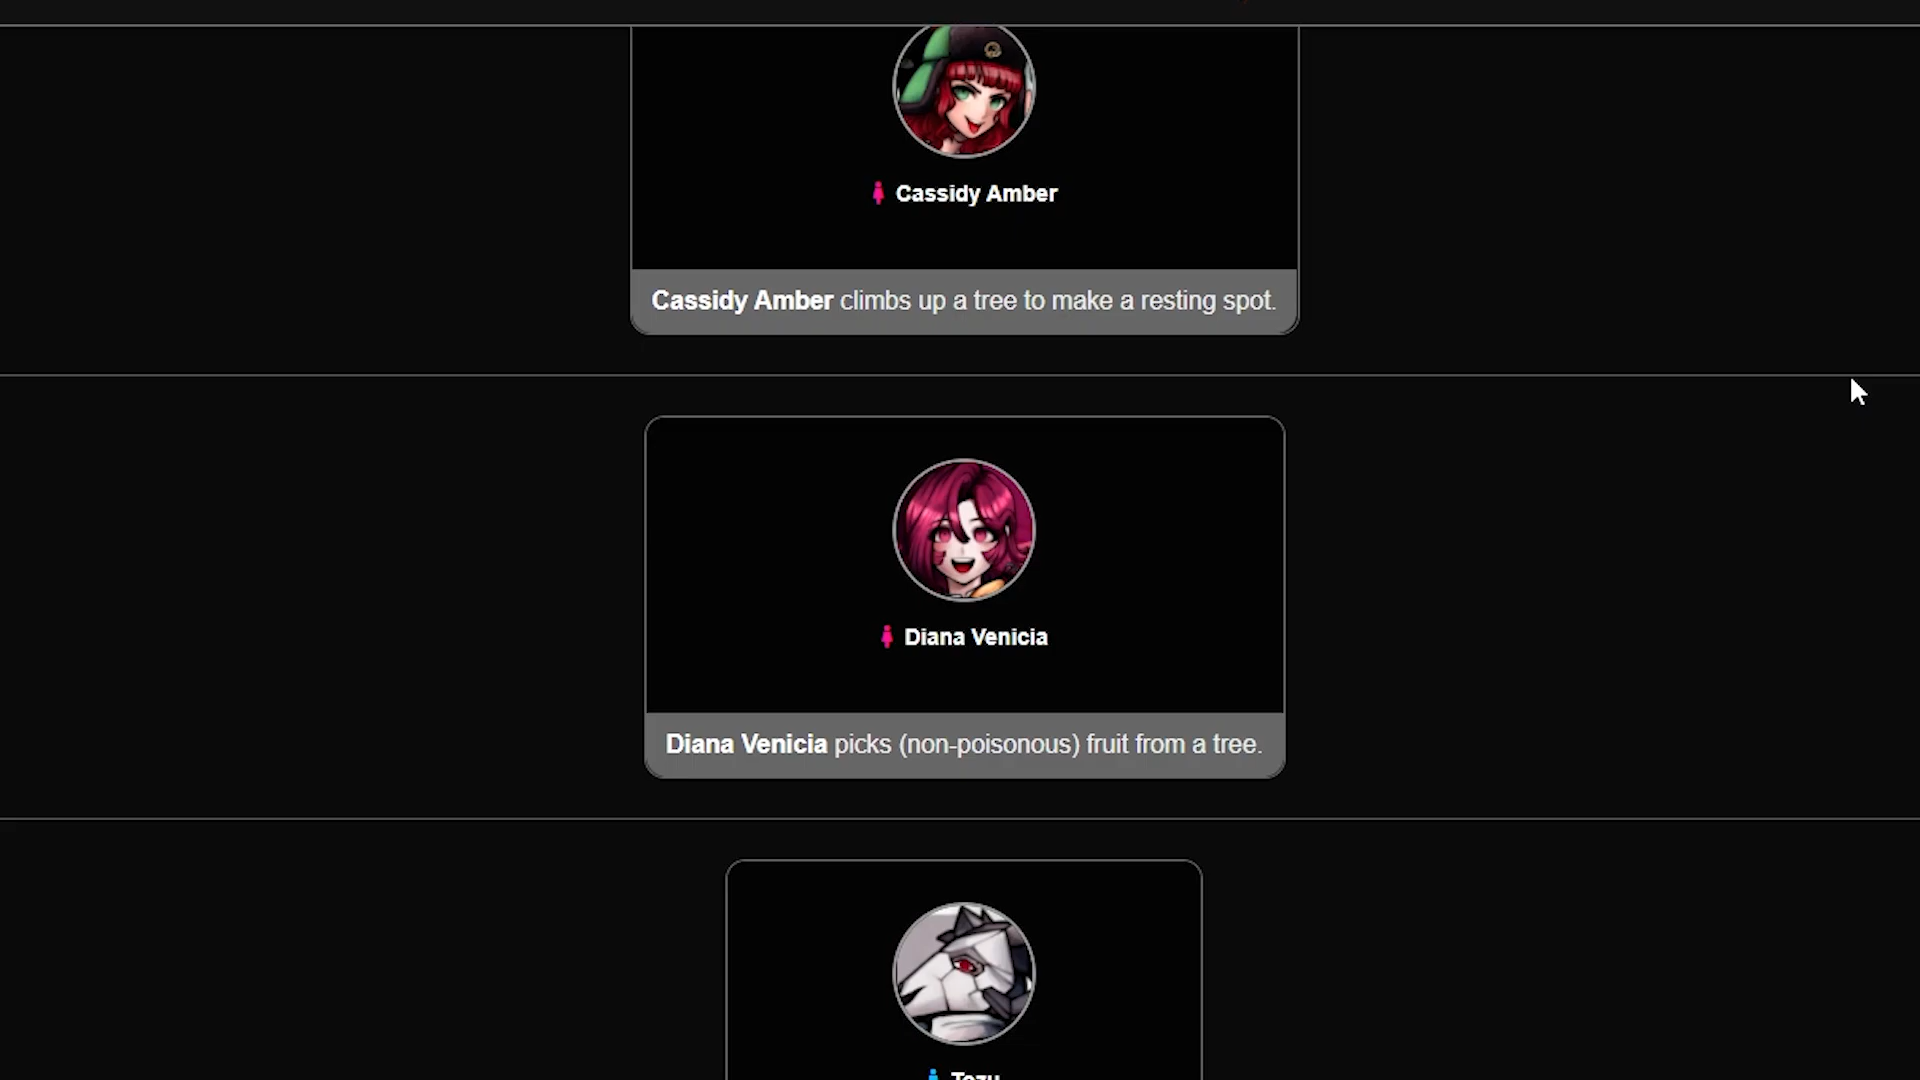 Cassidy Amber
Cassidy Amber climbs up a tree to make a resting spot.
Diana Venicia
Diana Venicia picks (non-poisonous) fruit from a tree.